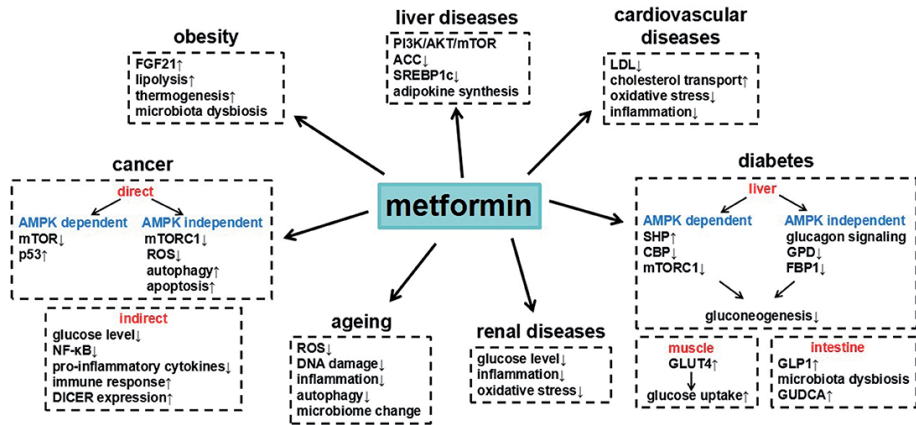 liver diseases
PI3K/AKT/mTOR
ACC↓
SREBP1c↓
adipokine synthesis
cardiovascular
diseases
LDL↓
cholesterol transport↑
oxidative stress↓
inflammation↓
obesity
FGF21↑
lipolysis↑
thermogenesis↑
microbiota dysbiosis
metformin
cancer
direct
AMPK dependent
mTOR↓
p53↑
AMPK independent
mTORC1↓
ROS↓
autophagy↑
apoptosis↑
indirect
glucose level↓
NF-κB↓
pro-inflammatory cytokines↓
immune response↑
DICER expression↑
ageing
ROS↓
DNA damage↓
inflammation↓
autophagy↓
microbiome change
renal diseases
glucose level↓
inflammation↓
oxidative stress↓
diabetes
liver
AMPK dependent
SHP↑
CBP↓
mTORC1↓
AMPK independent
glucagon signaling
GPD↓
FBP1↓
gluconeogenesis↓
muscle
GLUT4↑
glucose uptake↑
intestine
GLP1↑
microbiota dysbiosis
GUDCA↑